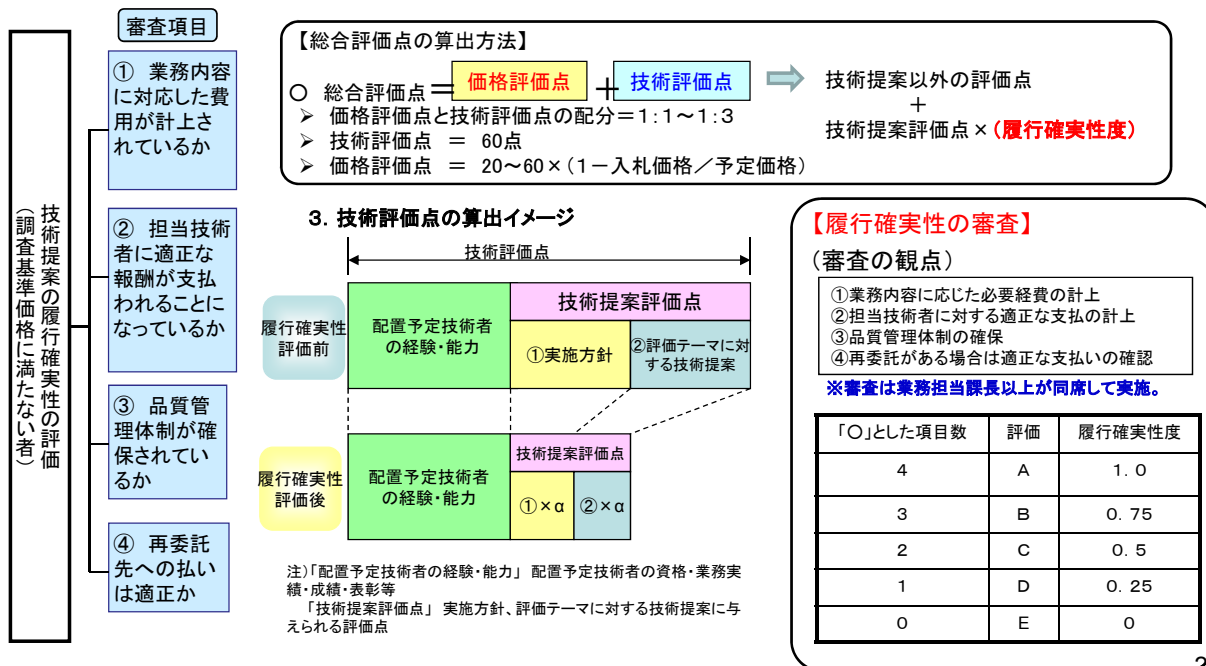 技術提案の履行確実性の評価
(調査基準価格に満たない者)
審査項目
① 業務内容
に対応した費
用が計上さ
れているか
② 担当技術
者に適正な
報酬が支払
われることに
なっているか
③ 品質管
理体制が確
保されてい
るか
④ 再委託
先への払い
は適正か
【総合評価点の算出方法】
○ 総合評価点=価格評価点+技術評価点
➢ 価格評価点と技術評価点の配分=1:1~1:3
➢ 技術評価点 = 60点
➢ 価格評価点 = 20~60×(1-入札価格/予定価格)
技術提案以外の評価点
+
技術提案評価点×(履行確実性度)
3.技術評価点の算出イメージ
技術評価点
履行確実性
評価前
配置予定技術者
の経験・能力
技術提案評価点
①実施方針
②評価テーマに対
する技術提案
履行確実性
評価後
配置予定技術者
の経験・能力
技術提案評価点
①×α ②×α
注)「配置予定技術者の経験・能力」 配置予定技術者の資格・業務実
績・成績・表彰等
「技術提案評価点」 実施方針、評価テーマに対する技術提案に与
えられる評価点
【履行確実性の審査】
(審査の観点)
①業務内容に応じた必要経費の計上
②担当技術者に対する適正な支払の計上
③品質管理体制の確保
④再委託がある場合は適正な支払いの確認
※審査は業務担当課長以上が同席して実施。
「○」とした項目数 評価 履行確実性度
4 A 1.0
3 B 0.75
2 C 0.5
1 D 0.25
0 E 0
2